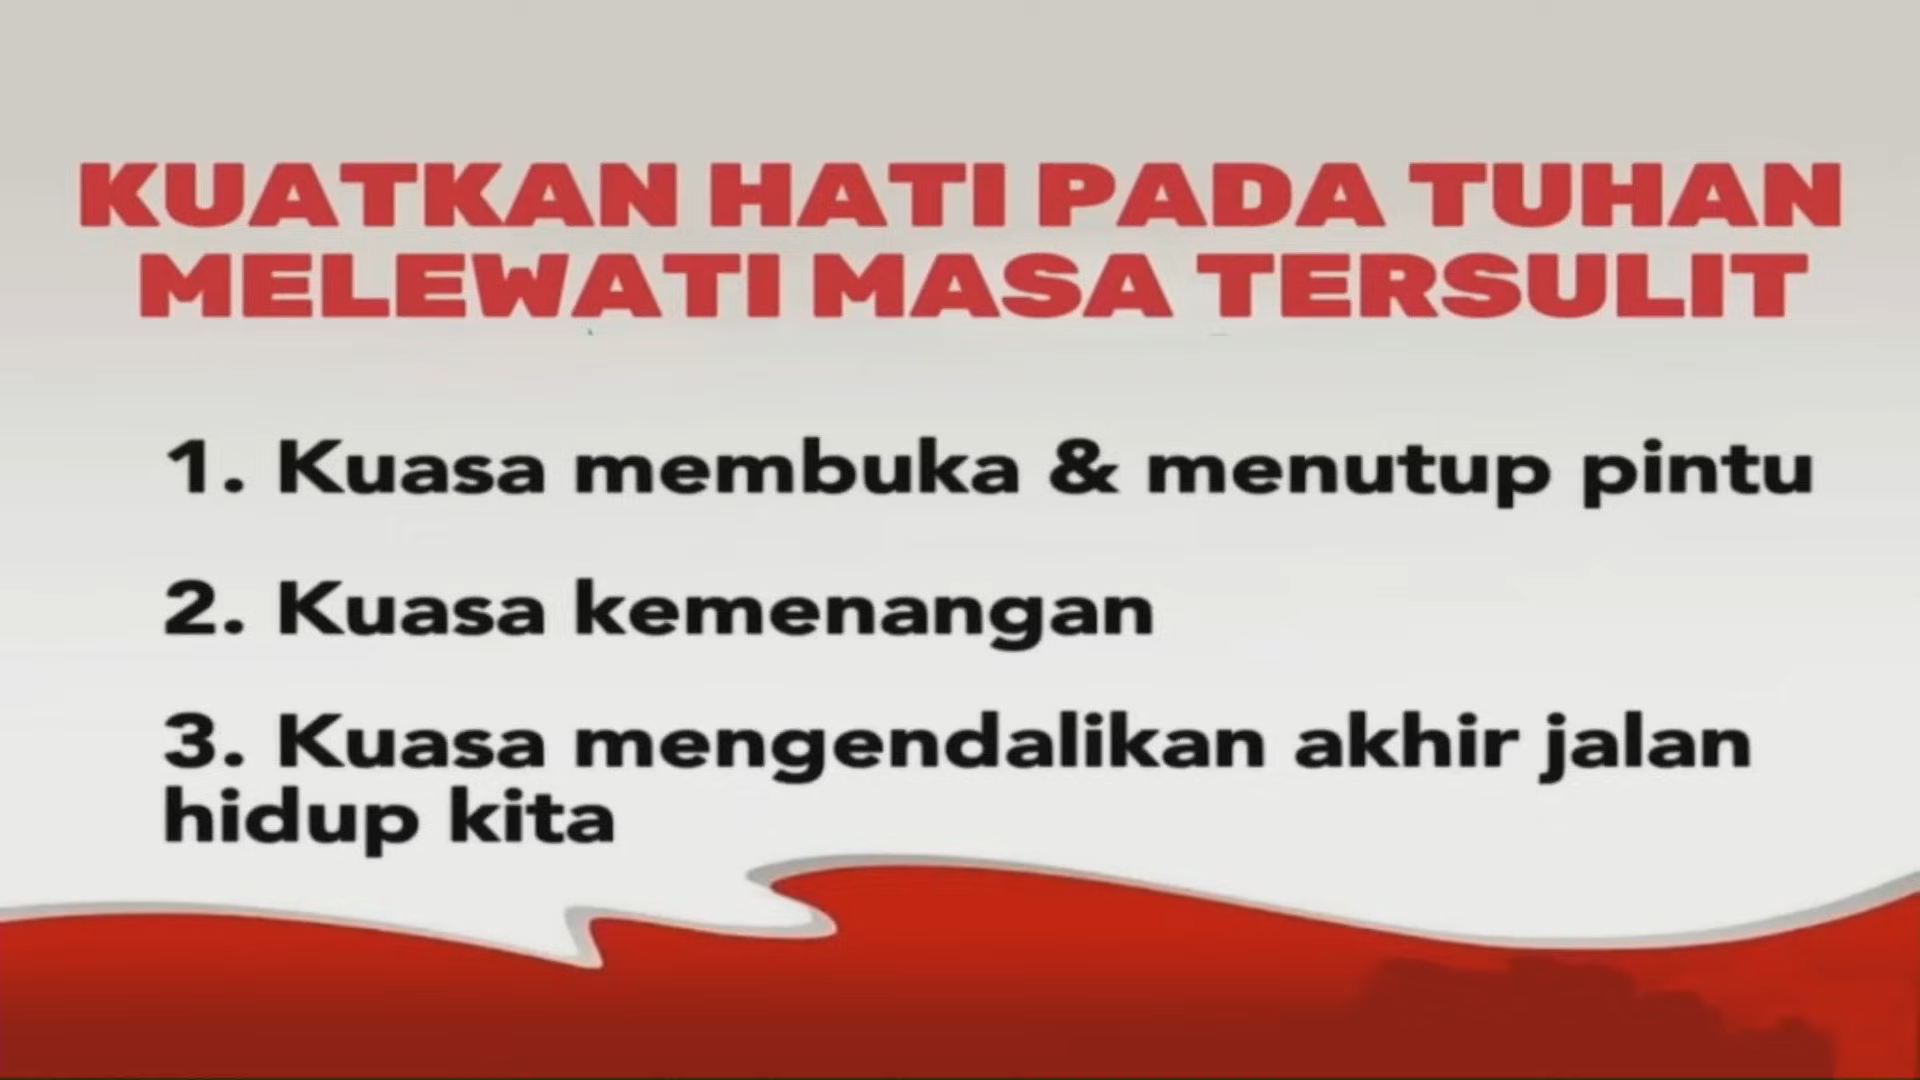 KUATKAN HATI PADA TUHAN
MELEWATI MASA TERSULIT
1. Kuasa membuka & menutup pintu
2. Kuasa kemenangan
3. Kuasa mengendalikan akhir jalan
hidup kita